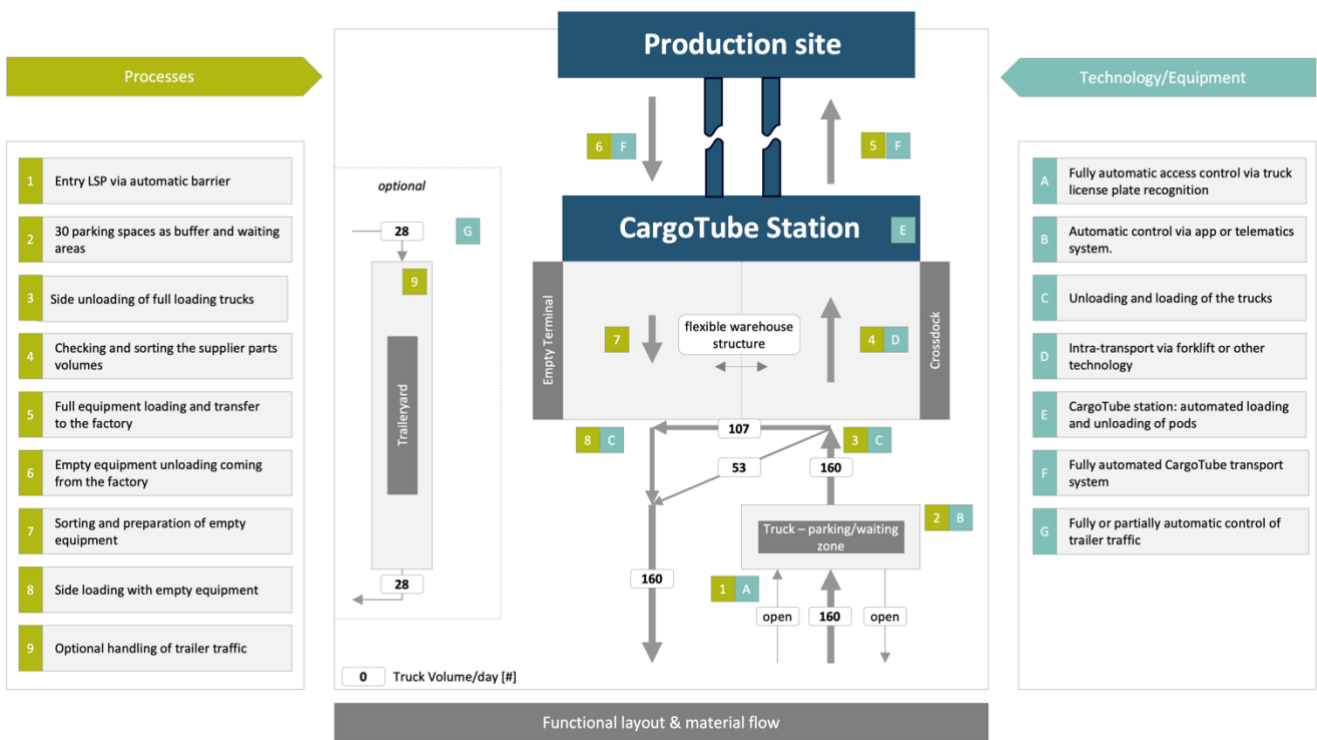 Production site
Processes
Technology/Equipment
1
Entry LSP via automatic barrier
2
30 parking spaces as buffer and waiting
areas
3
Side unloading of full loading trucks
4
Checking and sorting the supplier parts
volumes
5
Full equipment loading and transfer
to the factory
6
Empty equipment unloading coming
from the factory
7
Sorting and preparation of empty
equipment
8
Side loading with empty equipment
9
Optional handling of trailer traffic
optional
28
G
9
Traileryard
28
0 Truck Volume/day [#]
6 F
5 F
CargoTube Station
E
Empty Terminal
7
flexible warehouse
structure
4 D
Crossdock
8 C
107
3 C
53
160
Truck – parking/waiting
zone
2 B
160
1 A
open
160
open
A
Fully automatic access control via truck
license plate recognition
B
Automatic control via app or telematics
system.
C
Unloading and loading of the trucks
D
Intra-transport via forklift or other
technology
E
CargoTube station: automated loading
and unloading of pods
F
Fully automated CargoTube transport
system
G
Fully or partially automatic control of
trailer traffic
Functional layout & material flow